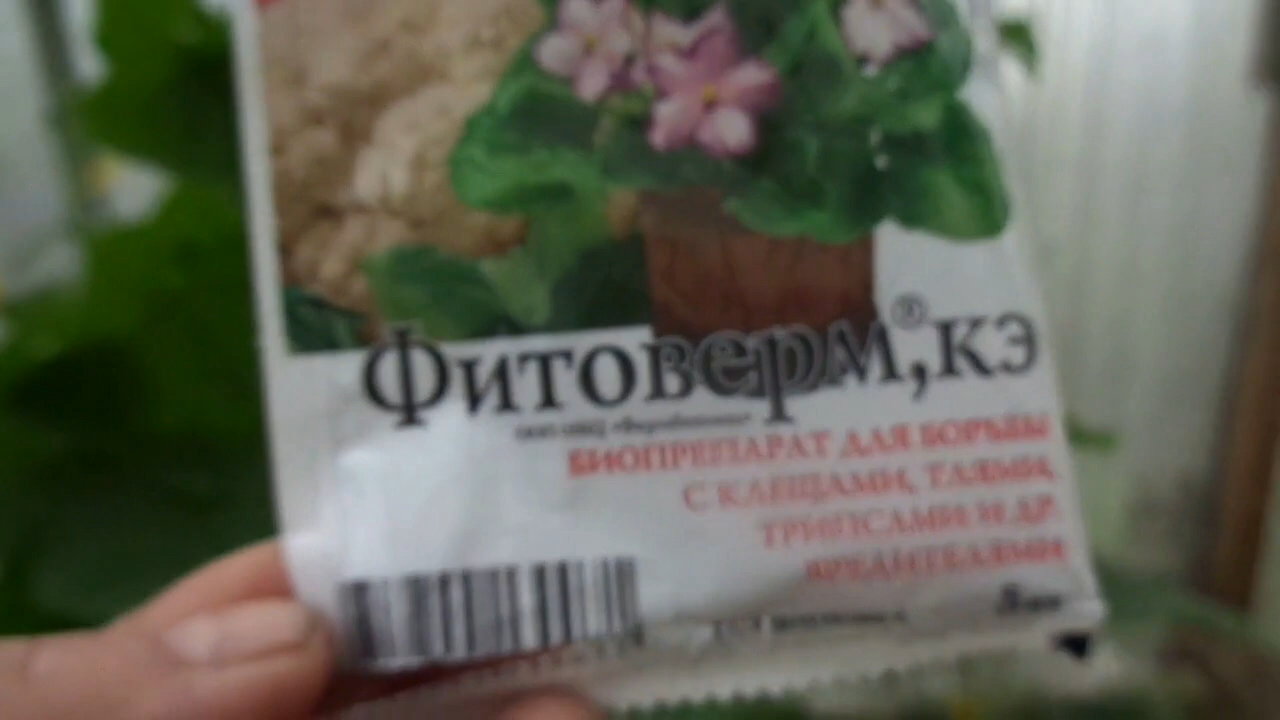 Фитоверм®, кэ
БИОПРЕПАРАТ ДЛЯ БОРЬБЫ
С КЛЕЩАМИ, ТЛЯМИ,
ТРИПСАМИ И ДР.
ВРЕДИТЕЛЯМИ